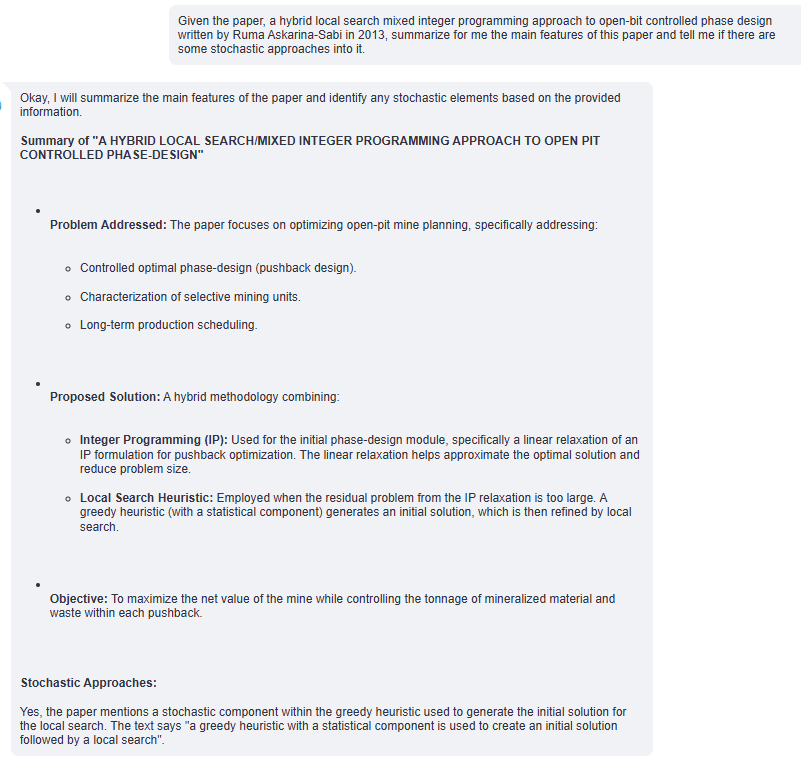 Given the paper, a hybrid local search mixed integer programming approach to open-bit controlled phase design
written by Ruma Askarina-Sabi in 2013, summarize for me the main features of this paper and tell me if there are
some stochastic approaches into it.
Okay, I will summarize the main features of the paper and identify any stochastic elements based on the provided
information.
Summary of "A HYBRID LOCAL SEARCH/MIXED INTEGER PROGRAMMING APPROACH TO OPEN PIT
CONTROLLED PHASE-DESIGN"
Problem Addressed: The paper focuses on optimizing open-pit mine planning, specifically addressing:
Controlled optimal phase-design (pushback design).
Characterization of selective mining units.
Long-term production scheduling.
Proposed Solution: A hybrid methodology combining:
Integer Programming (IP): Used for the initial phase-design module, specifically a linear relaxation of an
IP formulation for pushback optimization. The linear relaxation helps approximate the optimal solution and
reduce problem size.
Local Search Heuristic: Employed when the residual problem from the IP relaxation is too large. A
greedy heuristic (with a statistical component) generates an initial solution, which is then refined by local
search.
Objective: To maximize the net value of the mine while controlling the tonnage of mineralized material and
waste within each pushback.
Stochastic Approaches:
Yes, the paper mentions a stochastic component within the greedy heuristic used to generate the initial solution for
the local search. The text says "a greedy heuristic with a statistical component is used to create an initial solution
followed by a local search".